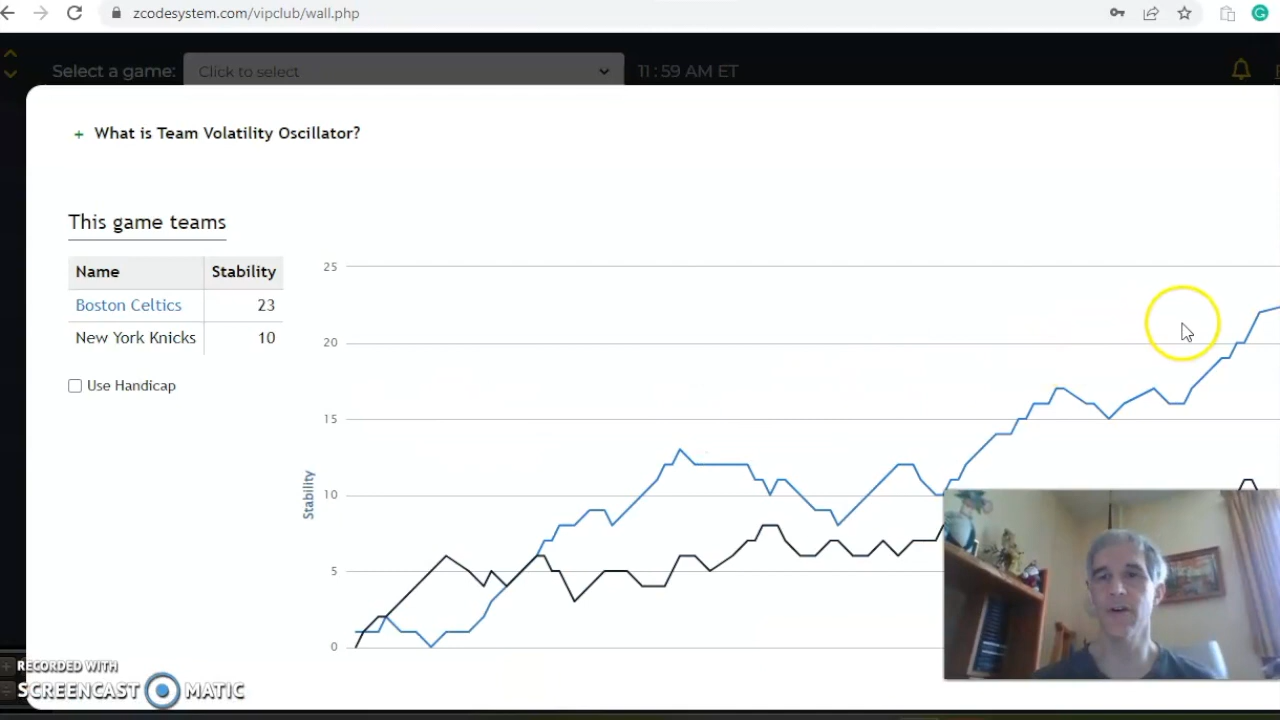 zcodesystem.com/vipclub/wall.php
Select a game: Click to select 11:59 AM ET
+ What is Team Volatility Oscillator?
This game teams
Name Stability
Boston Celtics 23
New York Knicks 10
Use Handicap
25
20
15
10
5
0
Stability
RECORDED WITH
SCREENCAST MATIC